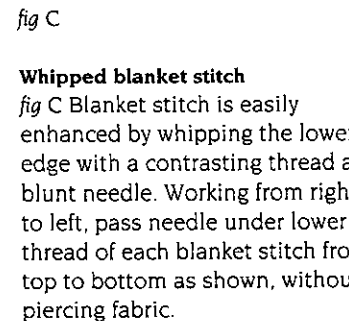 fig C
Whipped blanket stitch
fig C Blanket stitch is easily
enhanced by whipping the lower
edge with a contrasting thread a
blunt needle. Working from righ
to left, pass needle under lower
thread of each blanket stitch fro
top to bottom as shown, withou
piercing fabric.